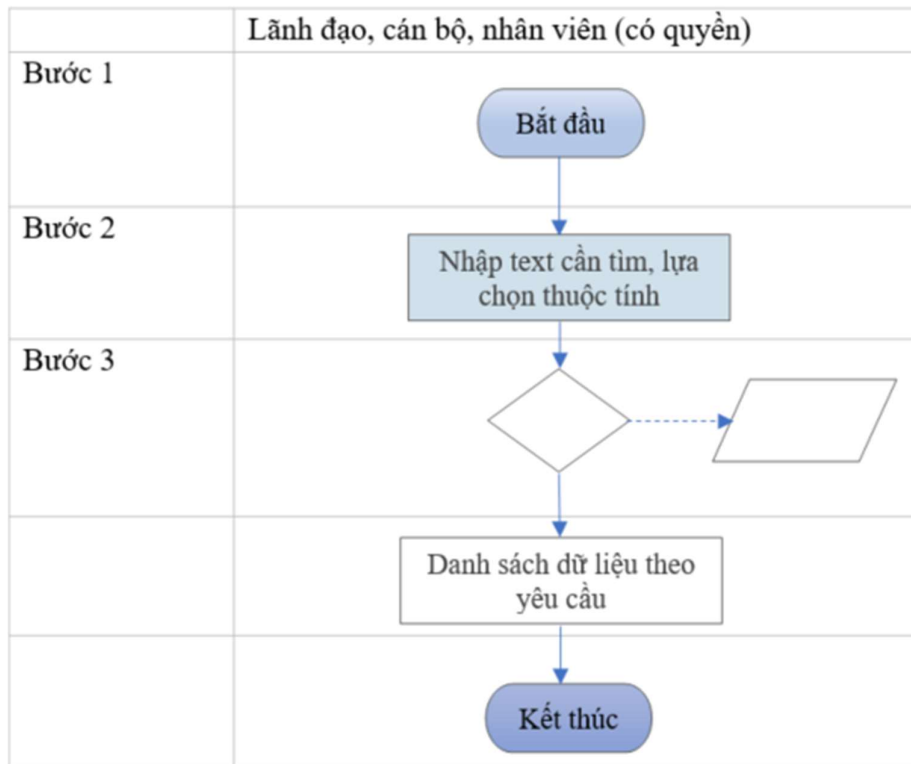 Lãnh đạo, cán bộ, nhân viên (có quyền)
Bước 1
Bắt đầu
Bước 2
Nhập text cần tìm, lựa
chọn thuộc tính
Bước 3
Danh sách dữ liệu theo
yêu cầu
Kết thúc